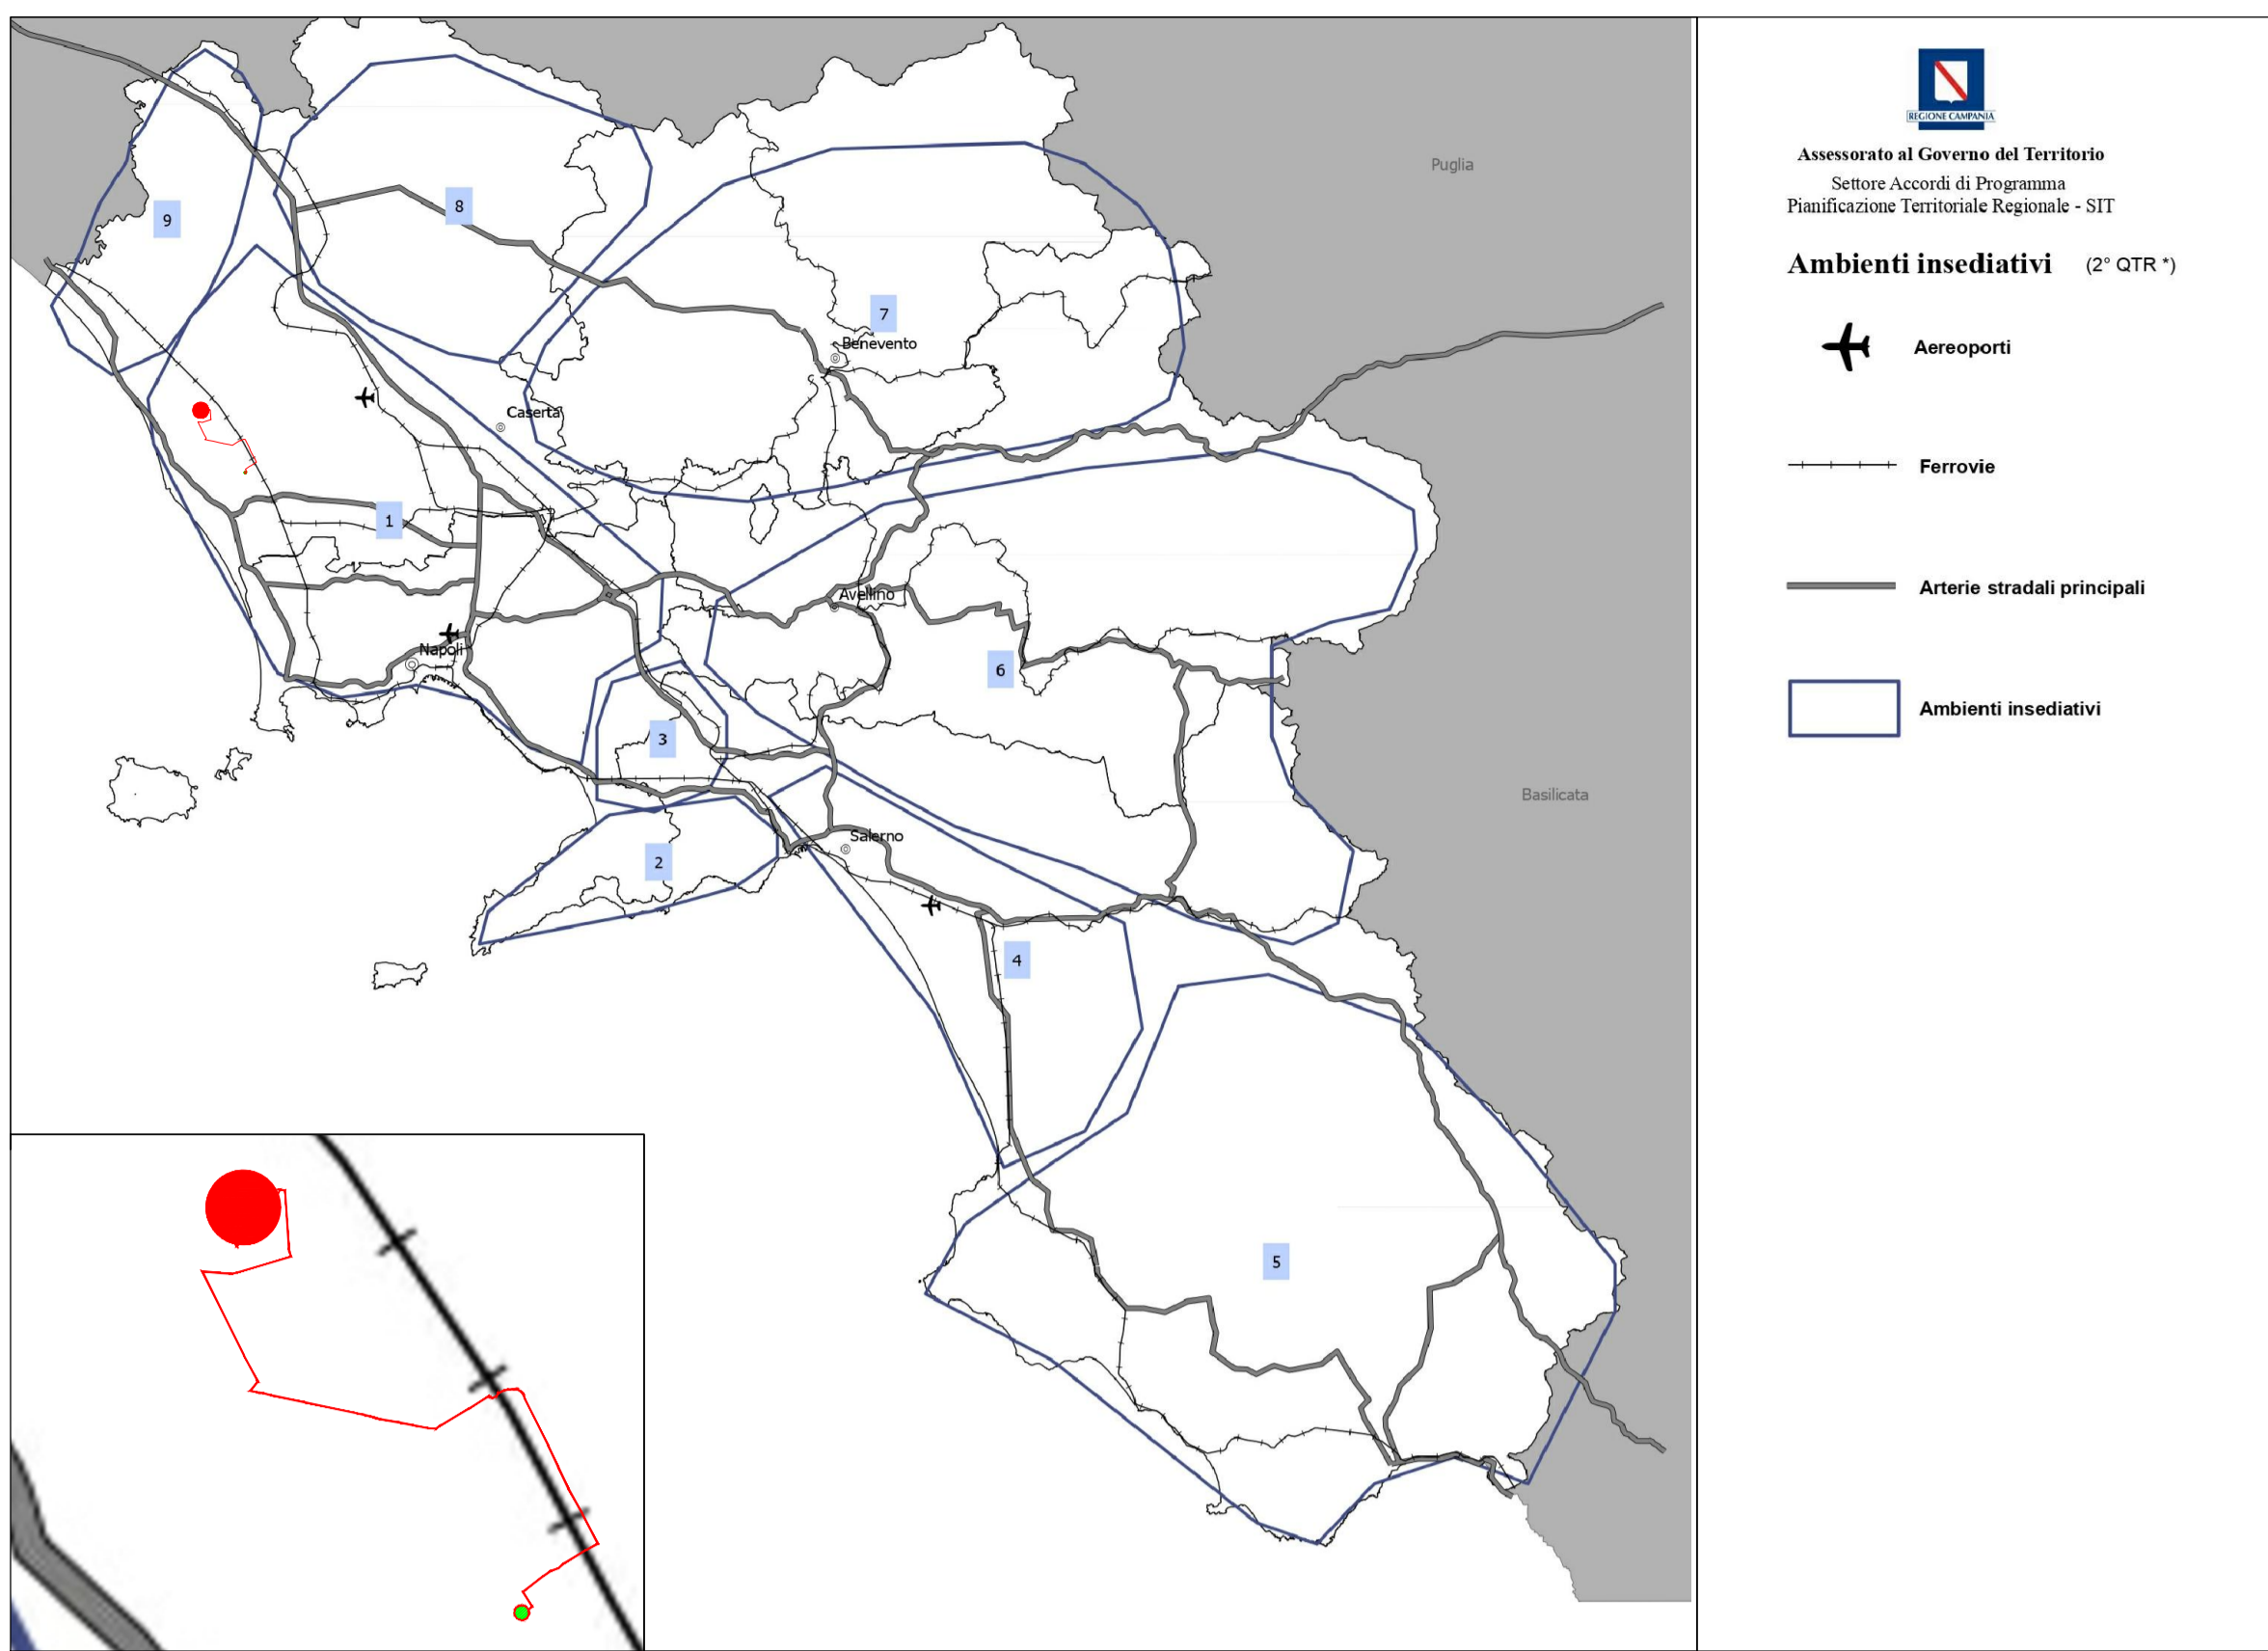 9
8
Puglia
7
Benevento
Caserta
1
Avellino
Napoli
6
3
Basilicata
Salerno
2
4
5
REGIONE CAMPANIA
Assessorato al Governo del Territorio
Settore Accordi di Programma
Pianificazione Territoriale Regionale - SIT
Ambienti insediativi (2° QTR *)
Aereoporti
Ferrovie
Arterie stradali principali
Ambienti insediativi